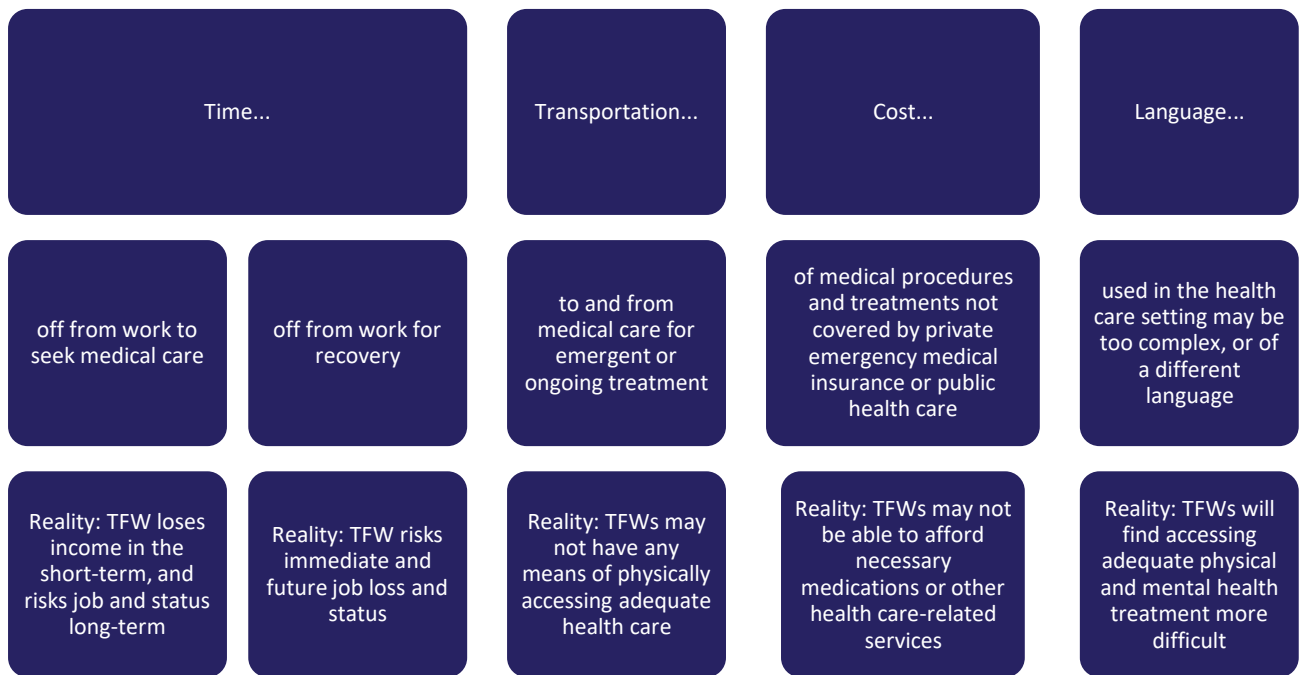 Time...
Transportation...
Cost...
Language...
off from work to
seek medical care
off from work for
recovery
to and from
medical care for
emergent or
ongoing treatment
of medical procedures
and treatments not
covered by private
emergency medical
insurance or public
health care
used in the health
care setting may be
too complex, or of
a different
language
Reality: TFW loses
income in the
short-term, and
risks job and status
long-term
Reality: TFW risks
immediate and
future job loss and
status
Reality: TFWs may
not have any
means of physically
accessing adequate
health care
Reality: TFWs may not
be able to afford
necessary
medications or other
health care-related
services
Reality: TFWs will
find accessing
adequate physical
and mental health
treatment more
difficult